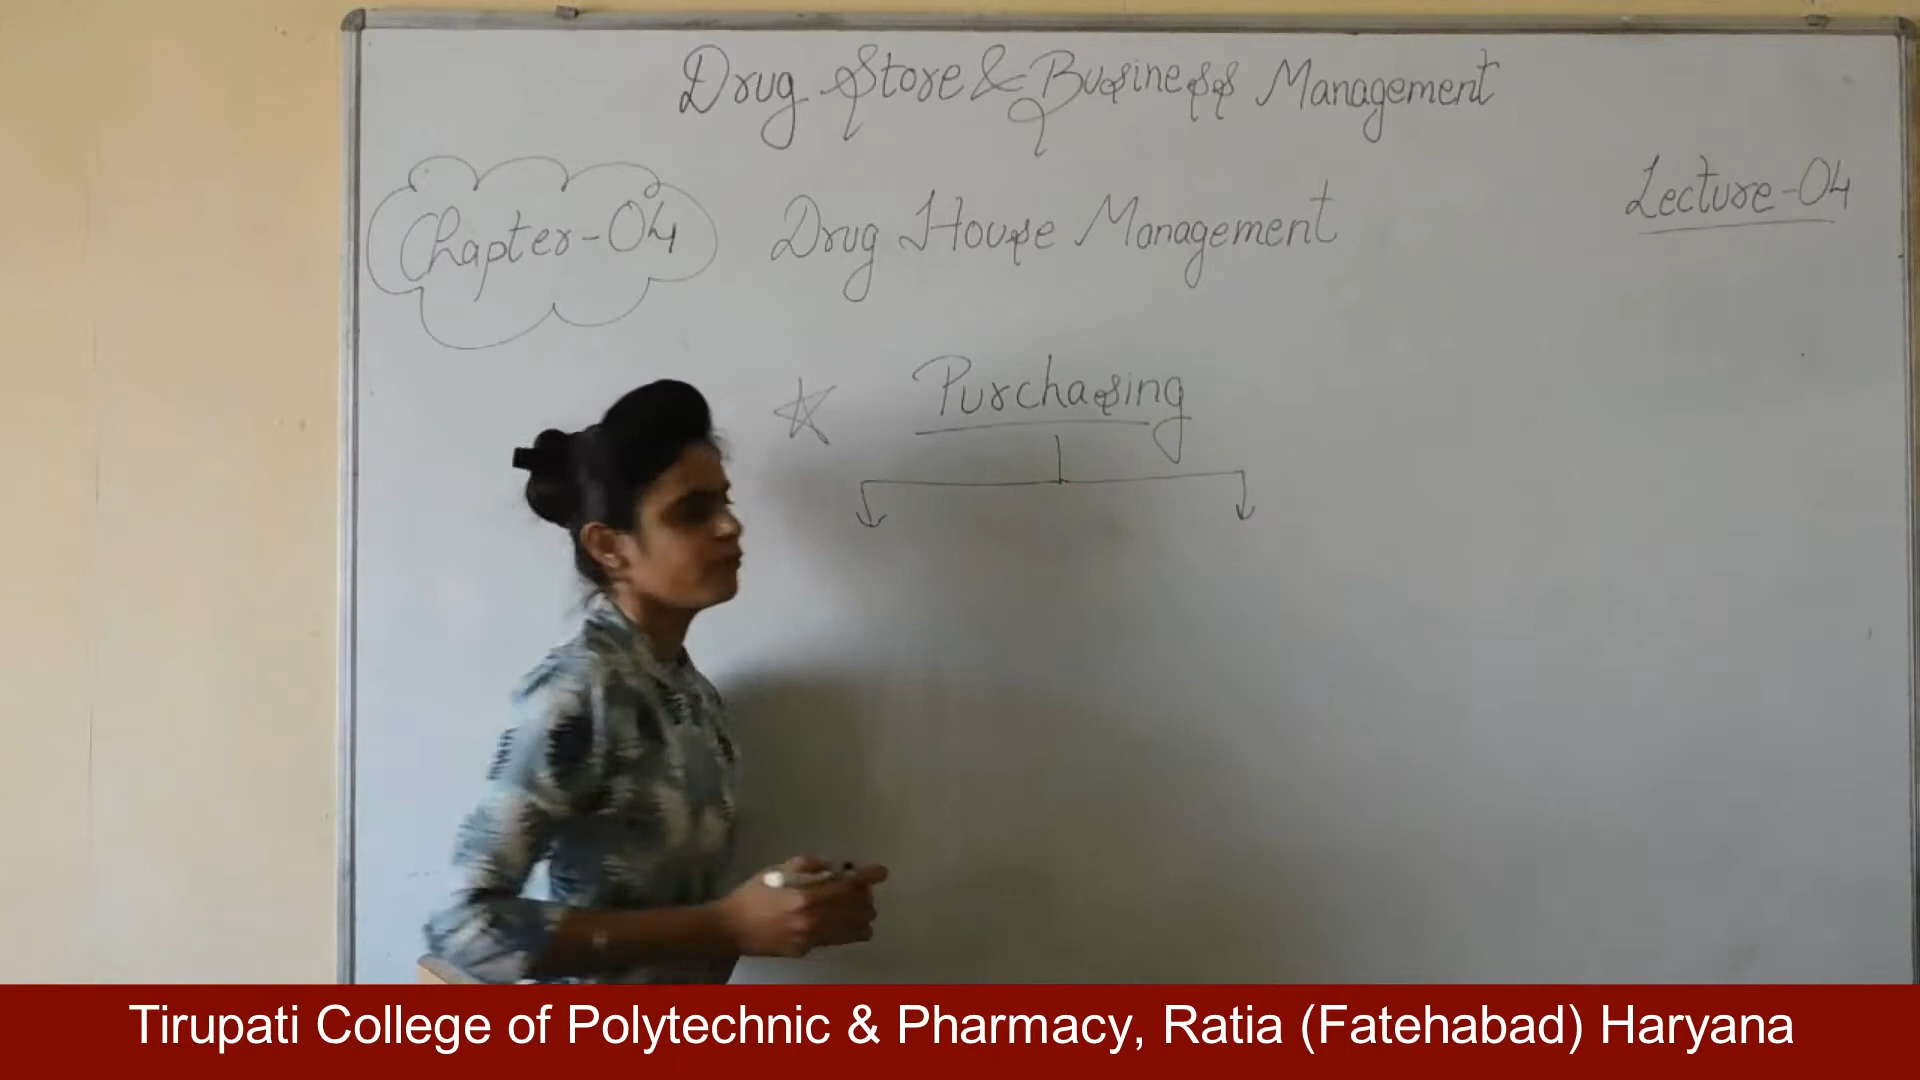 Drug Store & Business Management
Lecture-04
Chapter-04 Drug House Management
Purchasing
Tirupati College of Polytechnic & Pharmacy, Ratia (Fatehabad) Haryana